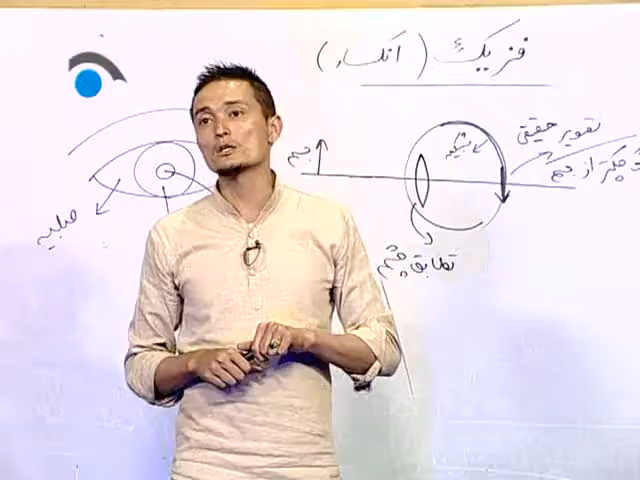 فزیک (انکسار)
تصویر حقیقی
جسم
شبکیه
کوچکتر از جسم
صلبیه
تطابق چشم